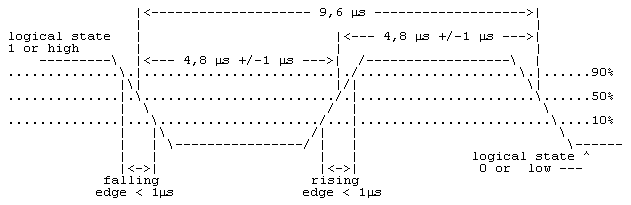 |<-------------------- 9,6 µs ------------------->|
logical state
1 or high
|<-- 4,8 µs +/-1 µs --->|
|<--- 4,8 µs +/-1 µs --->|
90%
50%
10%
|<->|
|<->|
logical state ^
0 or low ---
falling
edge < 1µs
rising
edge < 1µs